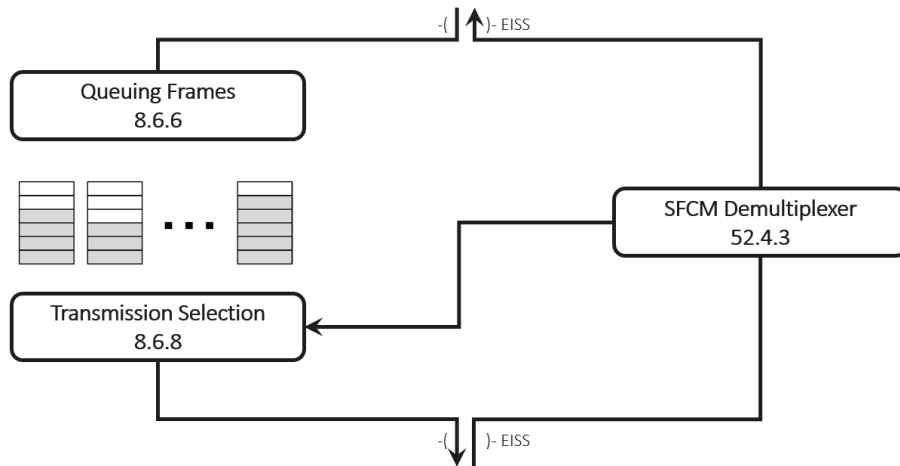 -( )- EISS
Queuing Frames
8.6.6
SFCM Demultiplexer
52.4.3
Transmission Selection
8.6.8
-( )- EISS